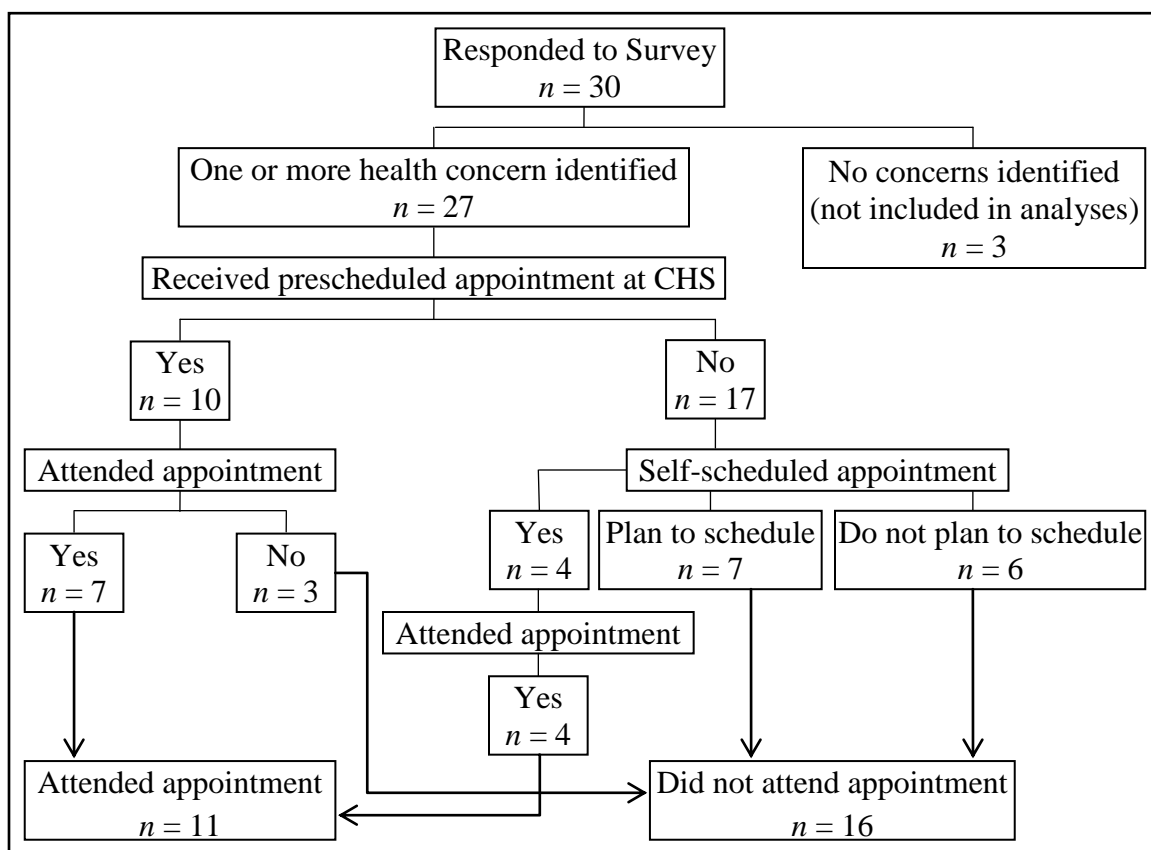 Responded to Survey
n = 30
One or more health concern identified
n = 27
No concerns identified
(not included in analyses)
n = 3
Received prescheduled appointment at CHS
Yes
n = 10
No
n = 17
Attended appointment
Self-scheduled appointment
Yes
n = 7
No
n = 3
Yes
n = 4
Plan to schedule
n = 7
Do not plan to schedule
n = 6
Attended appointment
Yes
n = 4
Attended appointment
n = 11
Did not attend appointment
n = 16